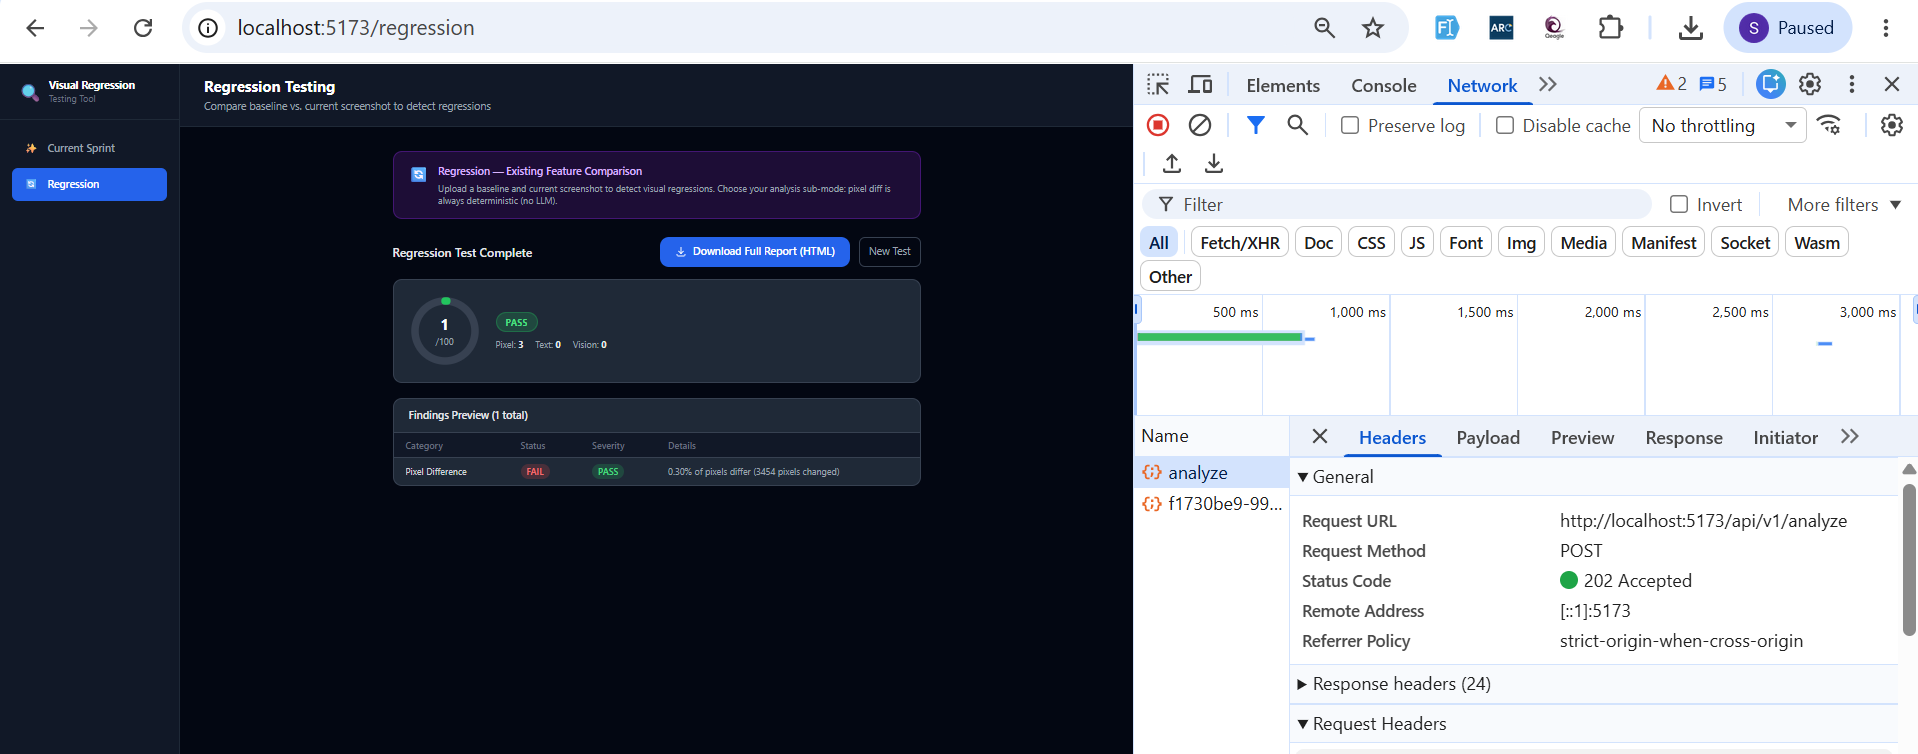 localhost:5173/regression
ARC
Qeagle
S
Paused
Visual Regression
Testing Tool
Current Sprint
Regression
Regression Testing
Compare baseline vs. current screenshot to detect regressions
Regression — Existing Feature Comparison
Upload a baseline and current screenshot to detect visual regressions. Choose your analysis sub-mode: pixel diff is
always deterministic (no LLM).
Regression Test Complete
Download Full Report (HTML)
New Test
1
/100
PASS
Pixel: 3 Text: 0 Vision: 0
Findings Preview (1 total)
Category Status Severity Details
Pixel Difference FAIL PASS 0.30% of pixels differ (3454 pixels changed)
Elements Console Network 2 5
Preserve log Disable cache No throttling
Filter Invert More filters
All Fetch/XHR Doc CSS JS Font Img Media Manifest Socket Wasm
Other
500 ms 1,000 ms 1,500 ms 2,000 ms 2,500 ms 3,000 ms
Name
analyze
f1730be9-99...
Headers Payload Preview Response Initiator
General
Request URL http://localhost:5173/api/v1/analyze
Request Method POST
Status Code 202 Accepted
Remote Address [::1]:5173
Referrer Policy strict-origin-when-cross-origin
Response headers (24)
Request Headers